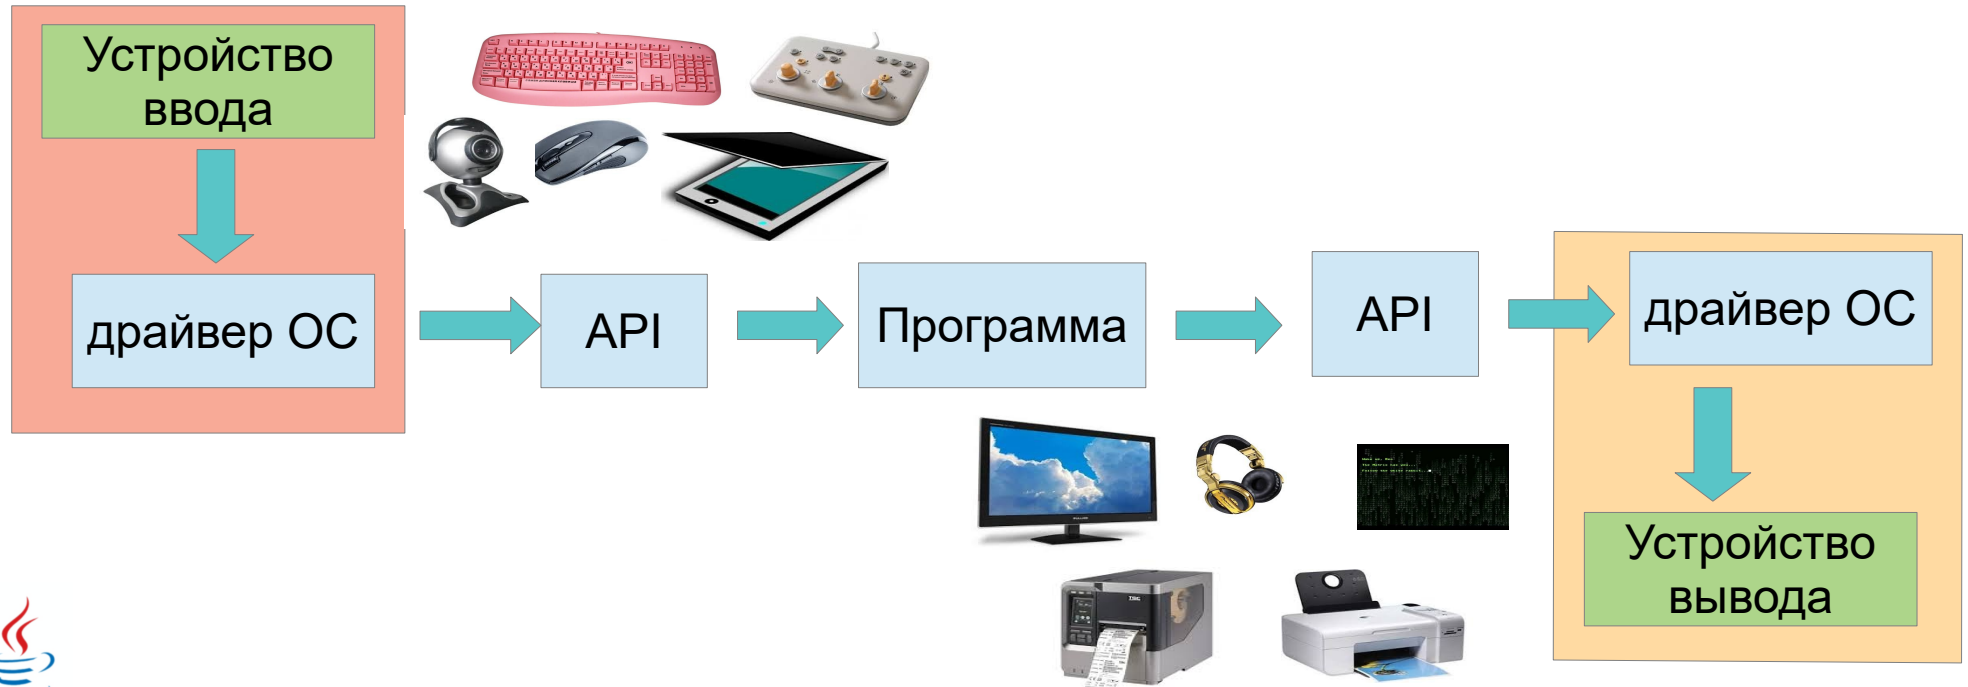 Устройство
ввода
драйвер ОС
API
Программа
API
драйвер ОС
Устройство
вывода